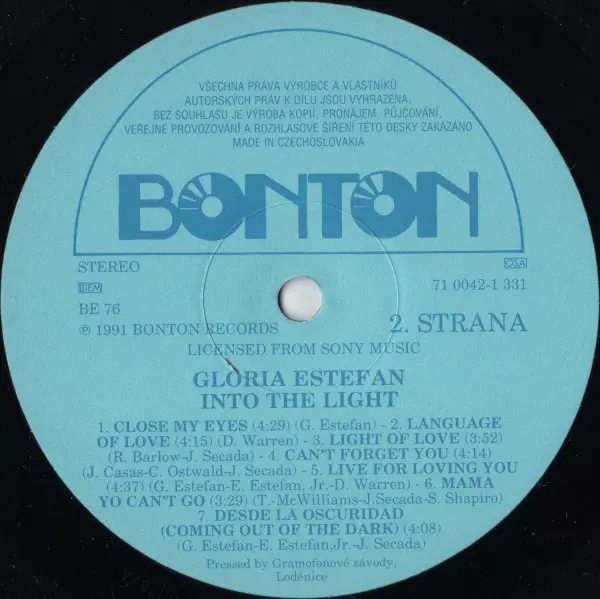 VŠECHNA PRÁVA VÝROBCE A VLASTNÍKŮ
AUTORSKÝCH PRÁV K DÍLU JSOU VYHRAZENA.
BEZ SOUHLASU JE VÝROBA KOPIÍ, PRONÁJEM, PŮJČOVÁNÍ,
VEŘEJNÉ PROVOZOVÁNÍ A ROZHLASOVÉ ŠÍŘENÍ TÉTO DESKY ZAKÁZÁNO
MADE IN CZECHOSLOVAKIA
BONTON
STEREO OSA
BIEM 71 0042-1 331
BE 76
℗ 1991 BONTON RECORDS 2. STRANA
LICENSED FROM SONY MUSIC
GLORIA ESTEFAN
INTO THE LIGHT
1. CLOSE MY EYES (4:29) (G. Estefan) - 2. LANGUAGE
OF LOVE (4:15) (D. Warren) - 3. LIGHT OF LOVE (3:52)
(R. Barlow-J. Secada) - 4. CAN'T FORGET YOU (4:14)
(J. Casas-C. Ostwald-J. Secada) - 5. LIVE FOR LOVING YOU
(4:37) (G. Estefan-E. Estefan, Jr.-D. Warren) - 6. MAMA
YO CAN'T GO (3:29) (T.-McWilliams-J.Secada-S. Shapiro)
7. DESDE LA OSCURIDAD
(COMING OUT OF THE DARK) (4:08)
(G. Estefan-E. Estefan,Jr.-J. Secada)
Pressed by Gramofonové závody,
Loděnice